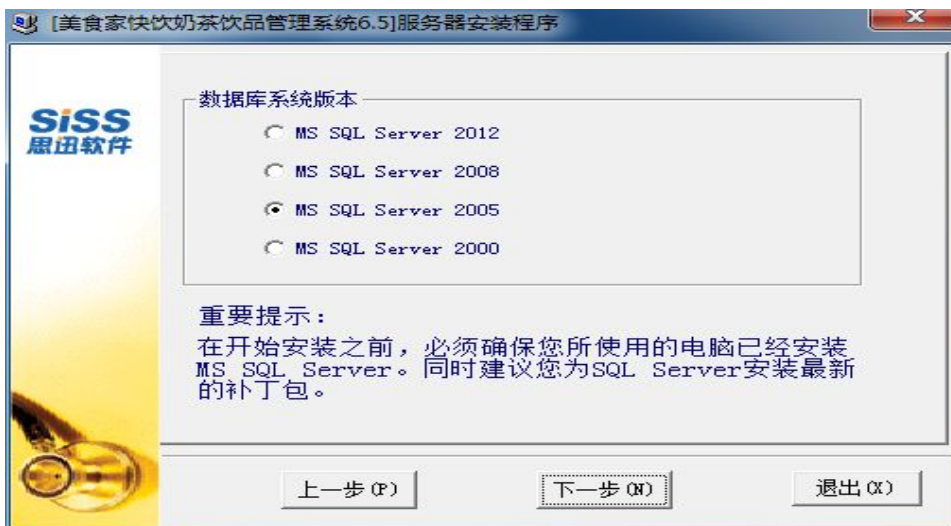 [美食家快饮奶茶饮品管理系统6.5]服务器安装程序
SiSS
思迅软件
数据库系统版本
MS SQL Server 2012
MS SQL Server 2008
MS SQL Server 2005
MS SQL Server 2000
重要提示：
在开始安装之前，必须确保您所使用的电脑已经安装
MS SQL Server。同时建议您为SQL Server安装最新
的补丁包。
上一步(P)
下一步(N)
退出(X)